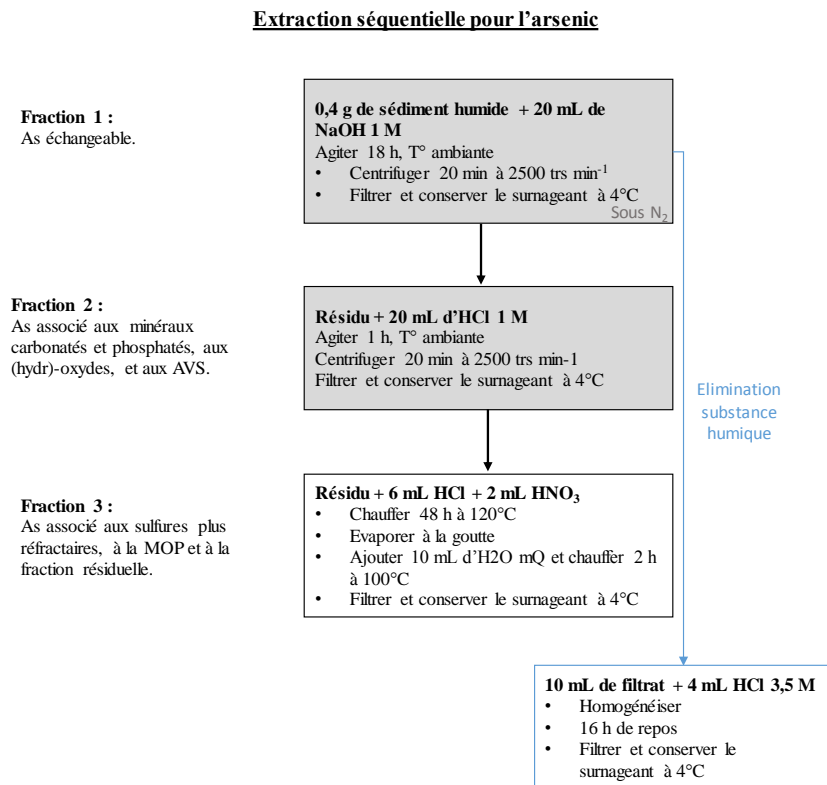 Extraction séquentielle pour l'arsenic
Fraction 1 :
As échangeable.
0,4 g de sédiment humide + 20 mL de
NaOH 1 M
Agiter 18 h, T° ambiante
• Centrifuger 20 min à 2500 trs min-1
• Filtrer et conserver le surnageant à 4°C
Sous N2
Fraction 2 :
As associé aux minéraux
carbonatés et phosphatés, aux
(hydr)-oxydes, et aux AVS.
Résidu + 20 mL d'HCl 1 M
Agiter 1 h, T° ambiante
Centrifuger 20 min à 2500 trs min-1
Filtrer et conserver le surnageant à 4°C
Elimination
substance
humique
Fraction 3 :
As associé aux sulfures plus
réfractaires, à la MOP et à la
fraction résiduelle.
Résidu + 6 mL HCl + 2 mL HNO3
• Chauffer 48 h à 120°C
• Evaporer à la goutte
• Ajouter 10 mL d'H2O mQ et chauffer 2 h
à 100°C
• Filtrer et conserver le surnageant à 4°C
10 mL de filtrat + 4 mL HCl 3,5 M
• Homogénéiser
• 16 h de repos
• Filtrer et conserver le
surnageant à 4°C